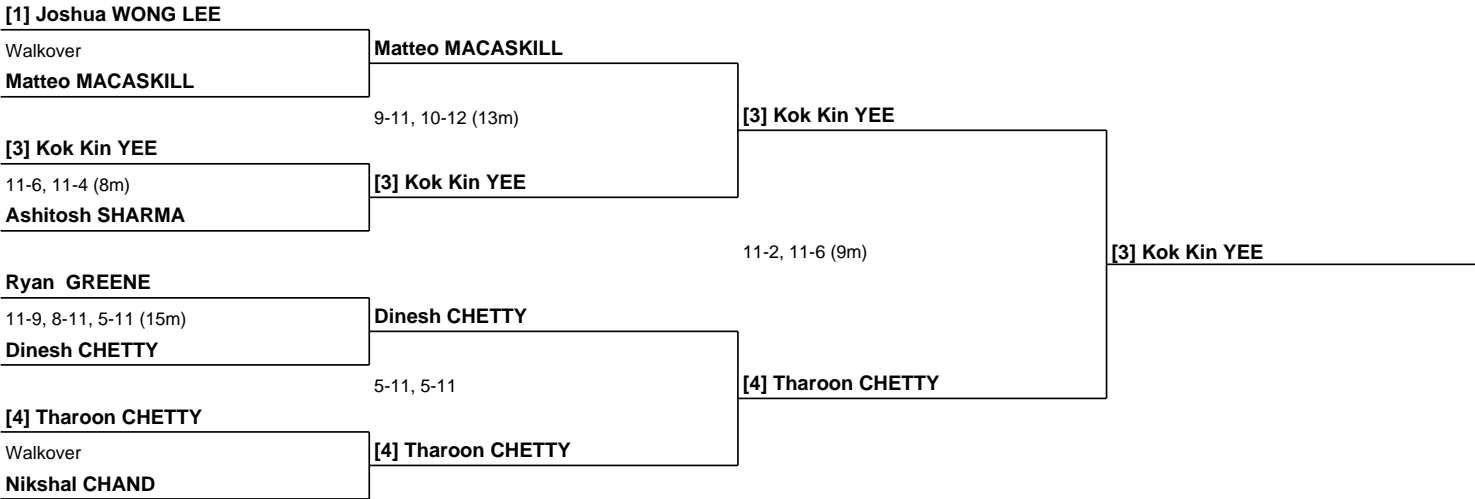 [1] Joshua WONG LEE
Walkover
Matteo MACASKILL
Matteo MACASKILL
9-11, 10-12 (13m)
[3] Kok Kin YEE
[3] Kok Kin YEE
11-6, 11-4 (8m)
[3] Kok Kin YEE
Ashitosh SHARMA
11-2, 11-6 (9m)
[3] Kok Kin YEE
Ryan  GREENE
11-9, 8-11, 5-11 (15m)
Dinesh CHETTY
Dinesh CHETTY
5-11, 5-11
[4] Tharoon CHETTY
[4] Tharoon CHETTY
Walkover
[4] Tharoon CHETTY
Nikshal CHAND